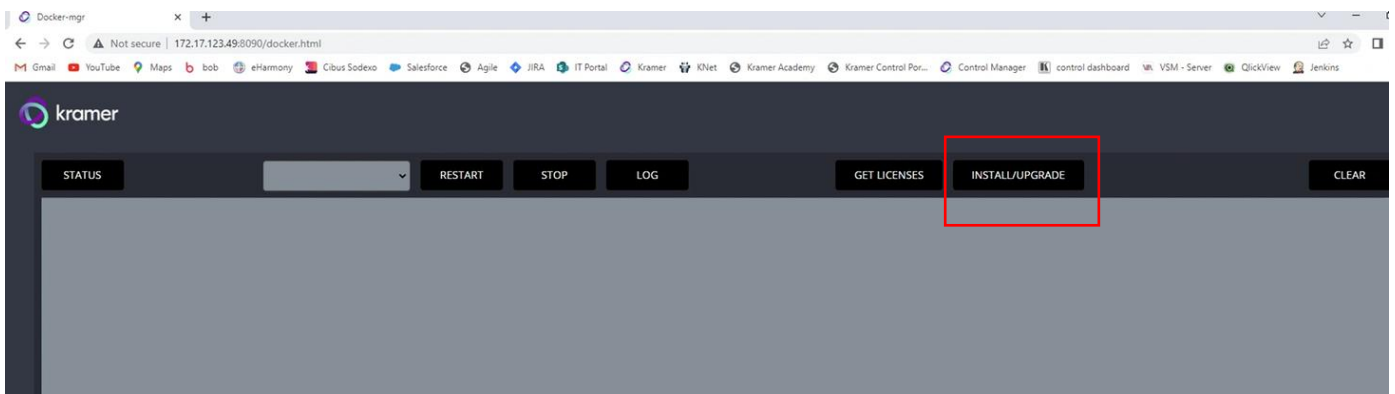 Docker-mgr
Not secure | 172.17.123.49:8090/docker.html
Gmail YouTube Maps bob eHarmony Cibus Sodexo Salesforce Agile JIRA IT Portal Kramer KNet Kramer Academy Kramer Control Por... Control Manager control dashboard VSM - Server QlickView Jenkins
kramer
STATUS RESTART STOP LOG GET LICENSES INSTALL/UPGRADE CLEAR